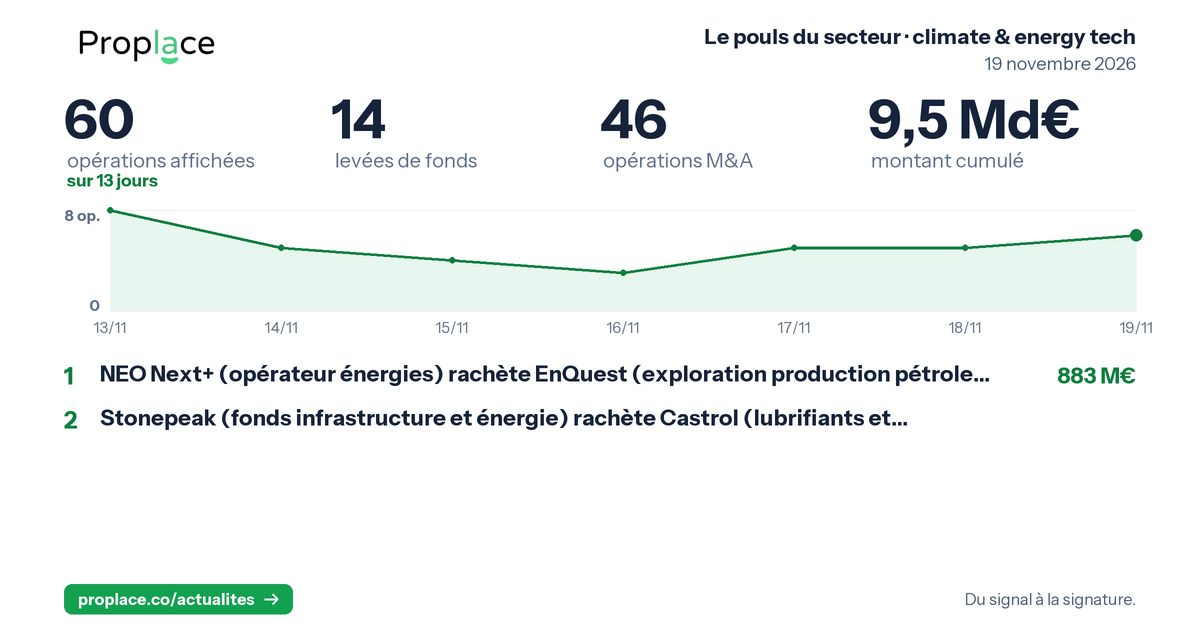 Proplace
Le pouls du secteur · climate & energy tech
19 novembre 2026
60
14
46
9,5 Md€
opérations affichées
levées de fonds
opérations M&A
montant cumulé
sur 13 jours
8 op.
0
13/11
14/11
15/11
16/11
17/11
18/11
19/11
1 NEO Next+ (opérateur énergies) rachète EnQuest (exploration production pétrole... 883 M€
2 Stonepeak (fonds infrastructure et énergie) rachète Castrol (lubrifiants et...
proplace.co/actualites →
Du signal à la signature.